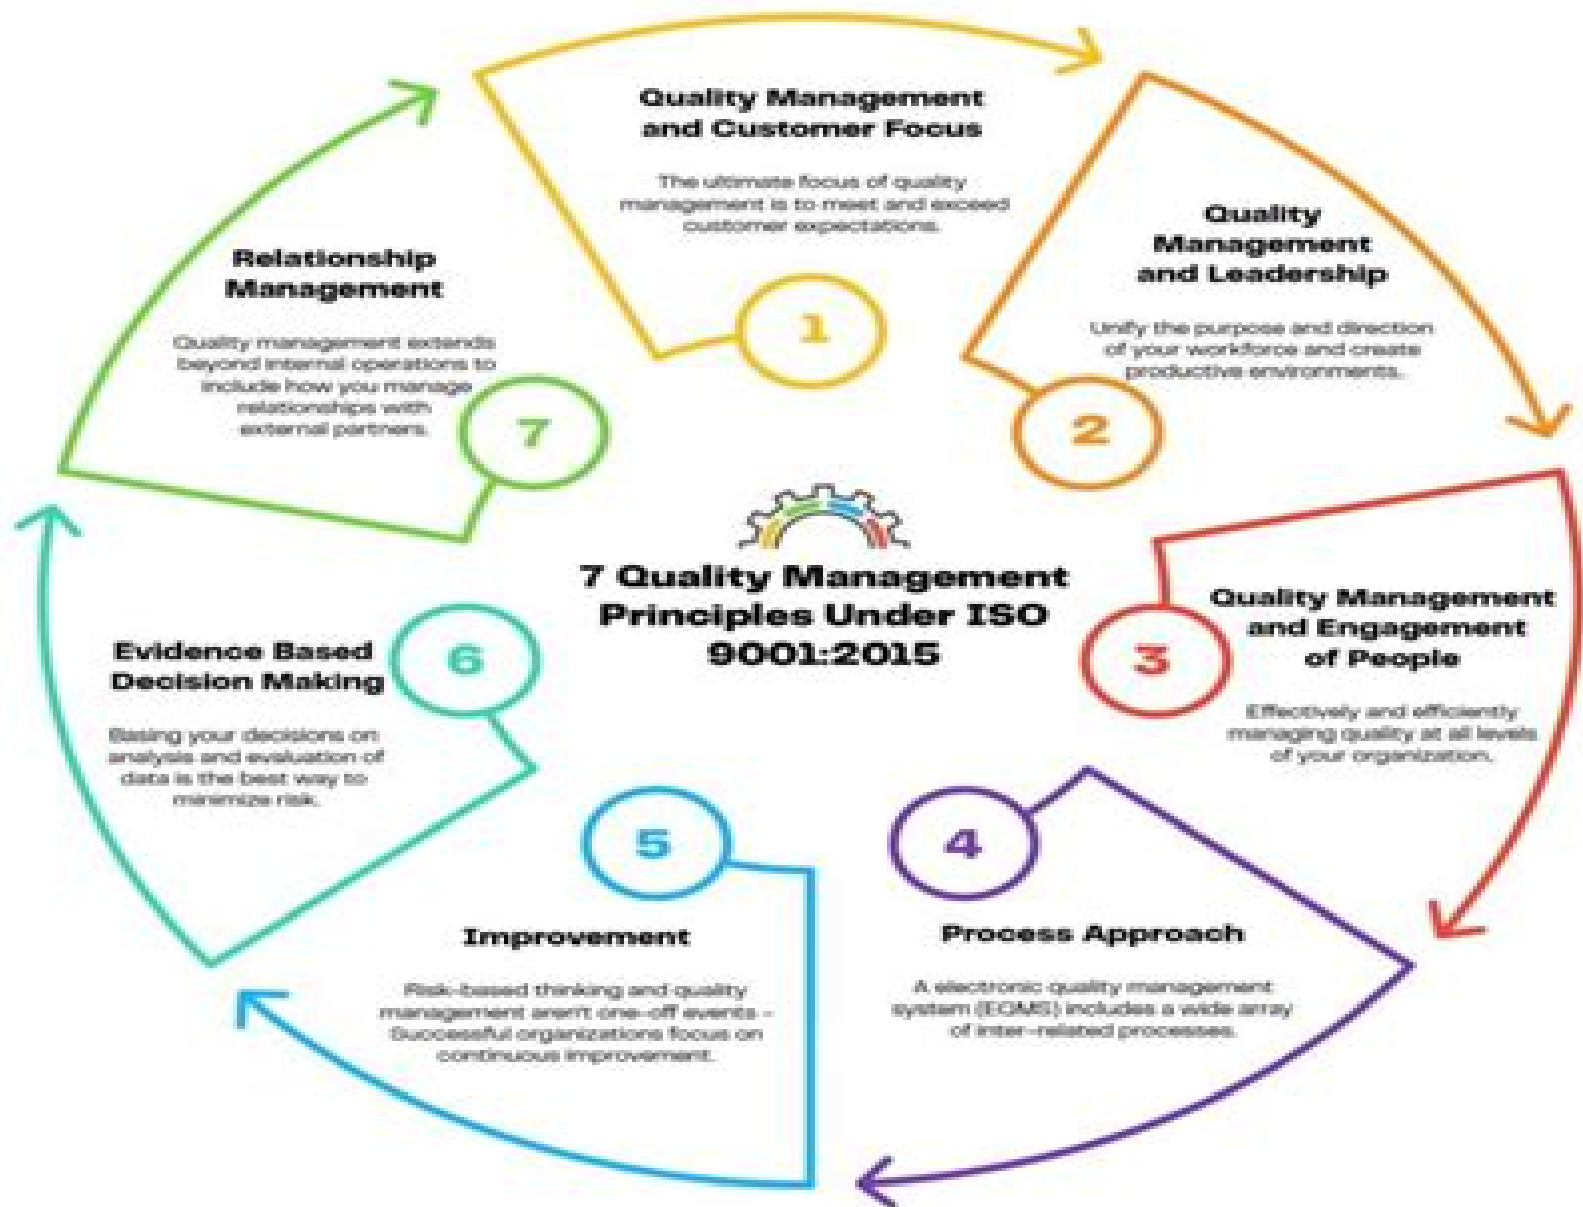 Quality Management
and Customer Focus
The ultimate focus of quality
management is to meet and exceed
customer expectations.
1
Quality
Management
and Leadership
Unify the purpose and direction
of your workforce and create
productive environments.
2
Quality Management
and Engagement
of People
Effectively and efficiently
managing quality at all levels
of your organization.
3
Process Approach
A electronic quality management
system (EQMS) includes a wide array
of inter-related processes.
4
Improvement
Risk-based thinking and quality
management aren't one-off events -
Successful organizations focus on
continuous improvement.
5
Evidence Based
Decision Making
Basing your decisions on
analysis and evaluation of
data is the best way to
minimize risk.
6
Relationship
Management
Quality management extends
beyond internal operations to
include how you manage
relationships with
external partners.
7
7 Quality Management
Principles Under ISO
9001:2015